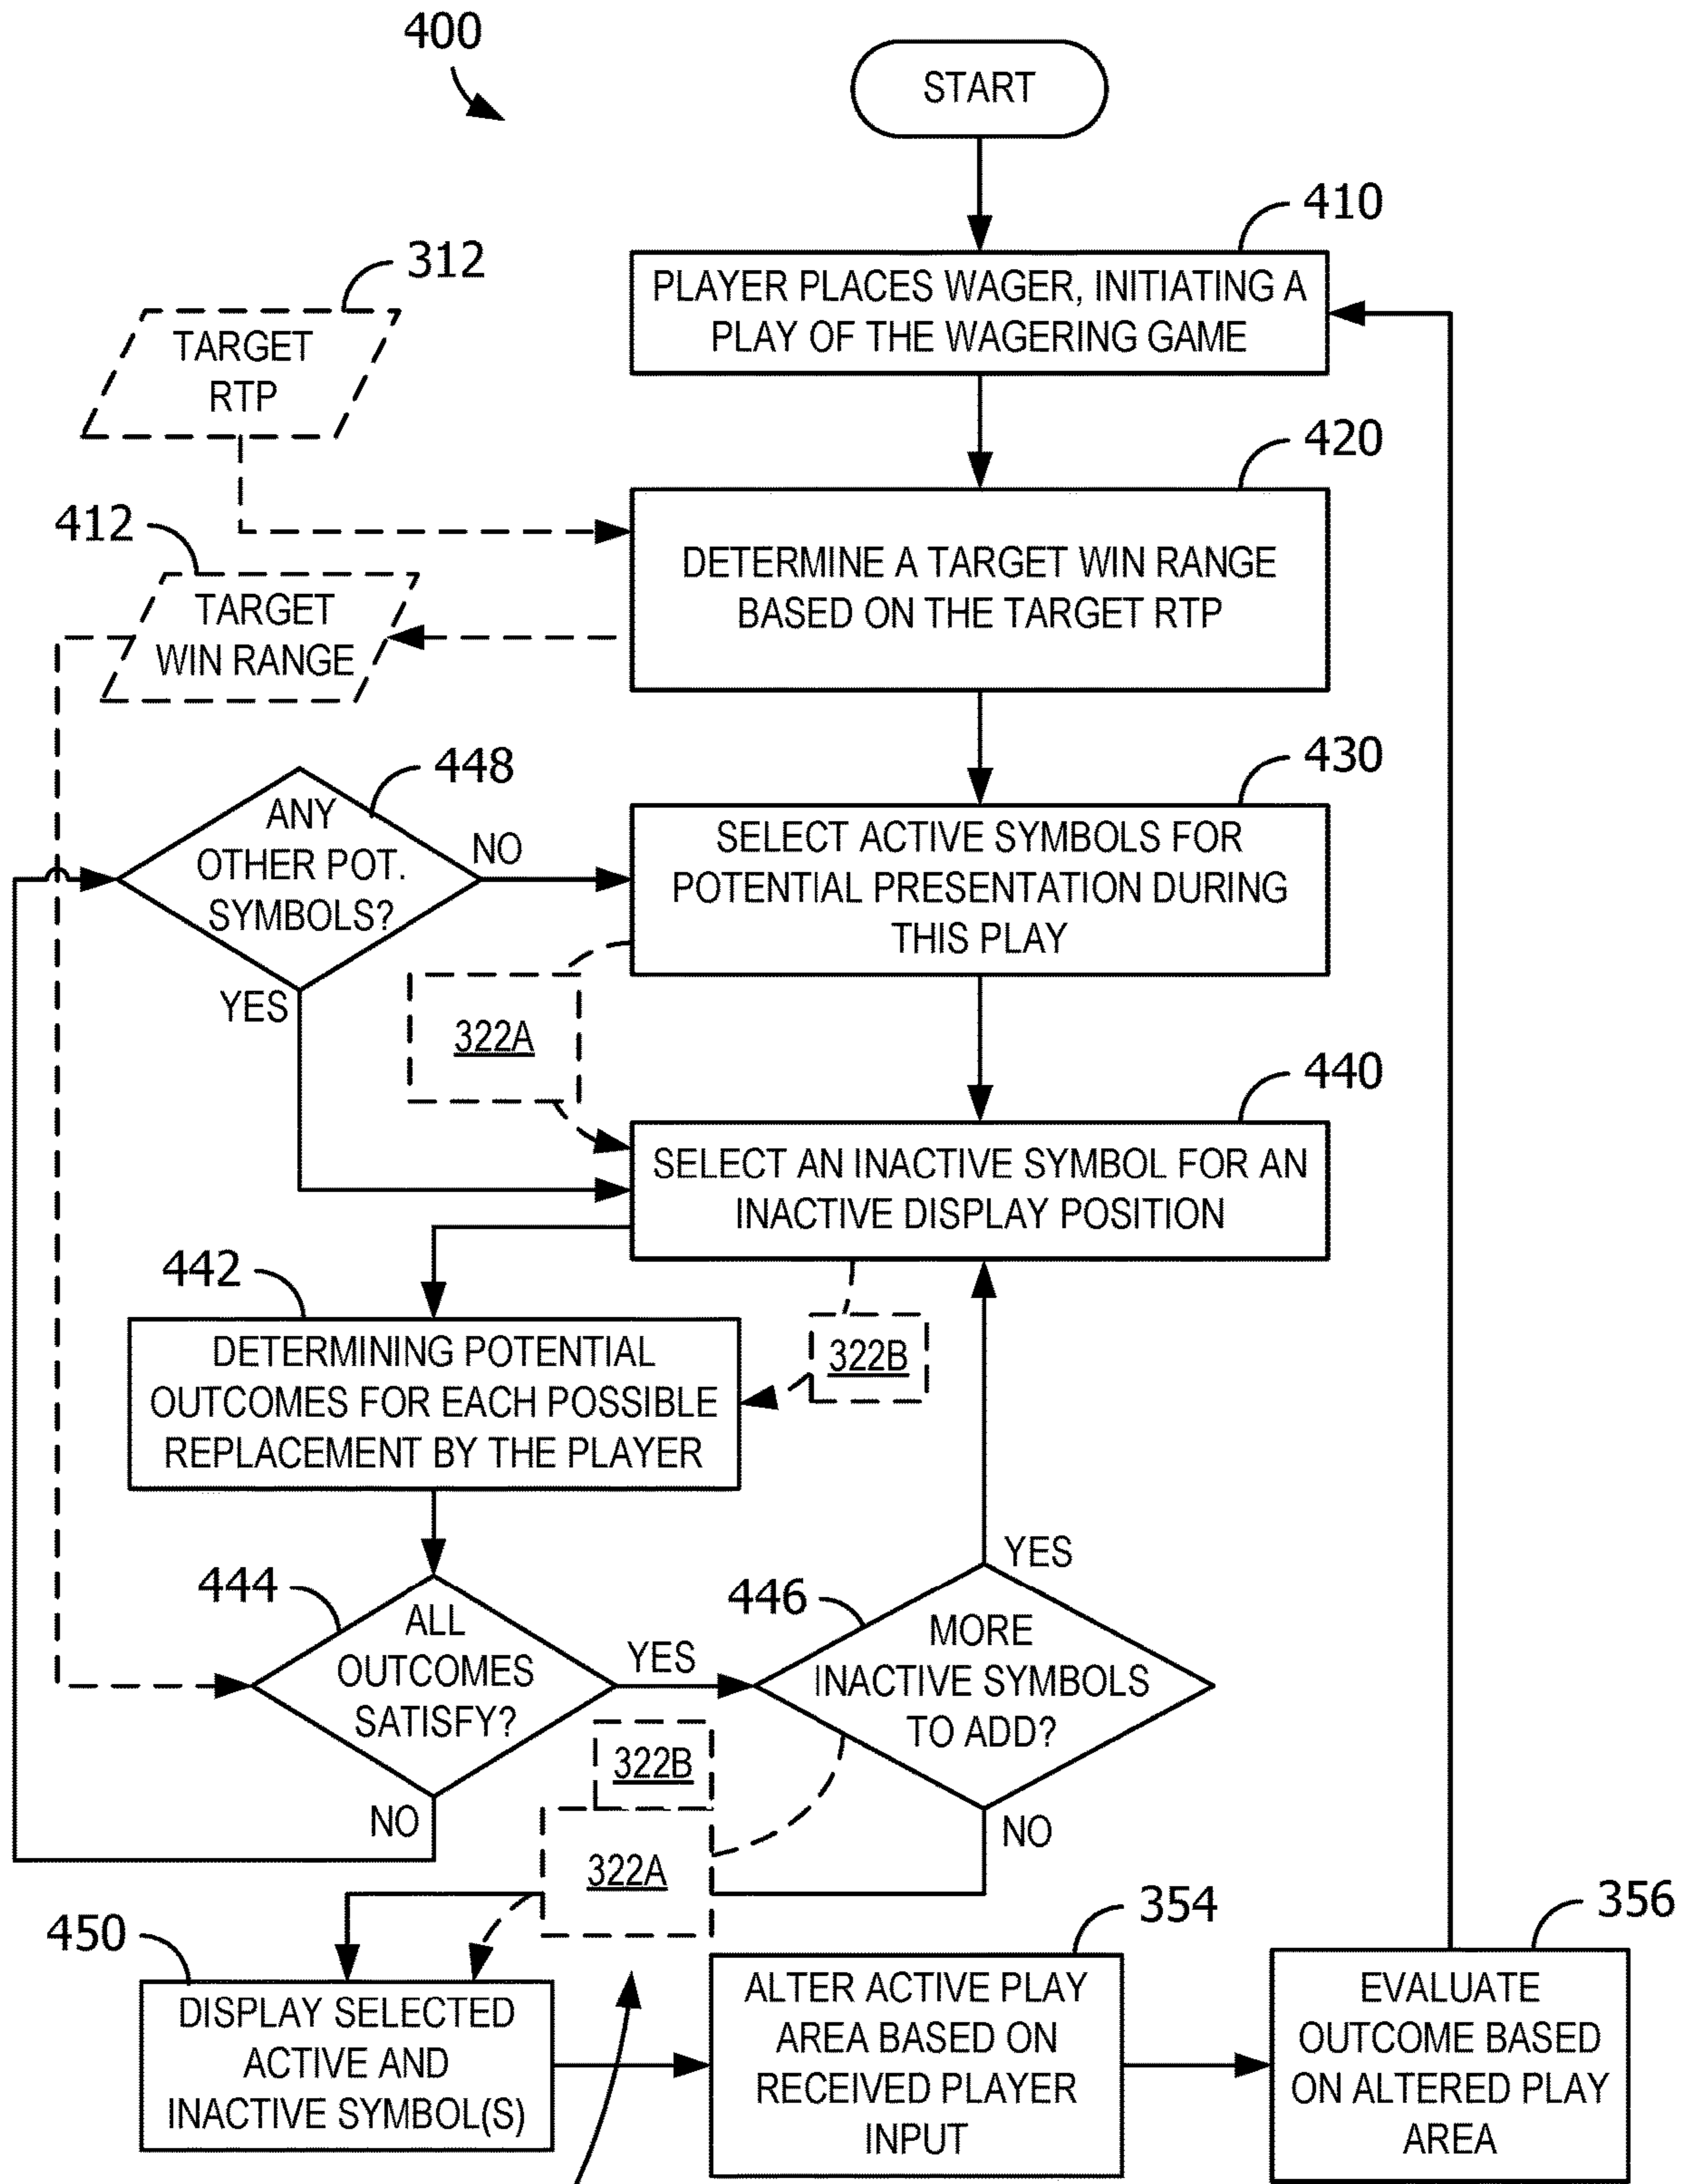 400
START
410
PLAYER PLACES WAGER, INITIATING A
PLAY OF THE WAGERING GAME
312
TARGET
RTP
420
DETERMINE A TARGET WIN RANGE
BASED ON THE TARGET RTP
412
TARGET
WIN RANGE
448
ANY
OTHER POT.
SYMBOLS?
NO
YES
430
SELECT ACTIVE SYMBOLS FOR
POTENTIAL PRESENTATION DURING
THIS PLAY
322A
440
SELECT AN INACTIVE SYMBOL FOR AN
INACTIVE DISPLAY POSITION
442
DETERMINING POTENTIAL
OUTCOMES FOR EACH POSSIBLE
REPLACEMENT BY THE PLAYER
322B
444
ALL
OUTCOMES
SATISFY?
YES
NO
446
MORE
INACTIVE SYMBOLS
TO ADD?
YES
NO
322B
322A
450
DISPLAY SELECTED
ACTIVE AND
INACTIVE SYMBOL(S)
354
ALTER ACTIVE PLAY
AREA BASED ON
RECEIVED PLAYER
INPUT
356
EVALUATE
OUTCOME BASED
ON ALTERED PLAY
AREA